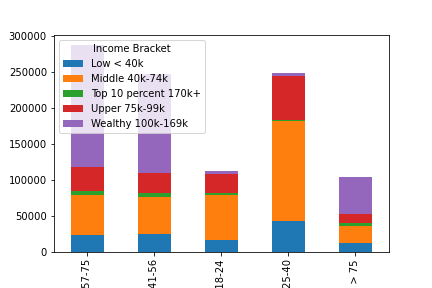 300000
250000
200000
150000
100000
50000
0
Income Bracket
Low < 40k
Middle 40k-74k
Top 10 percent 170k+
Upper 75k-99k
Wealthy 100k-169k
57-75
41-56
18-24
25-40
> 75